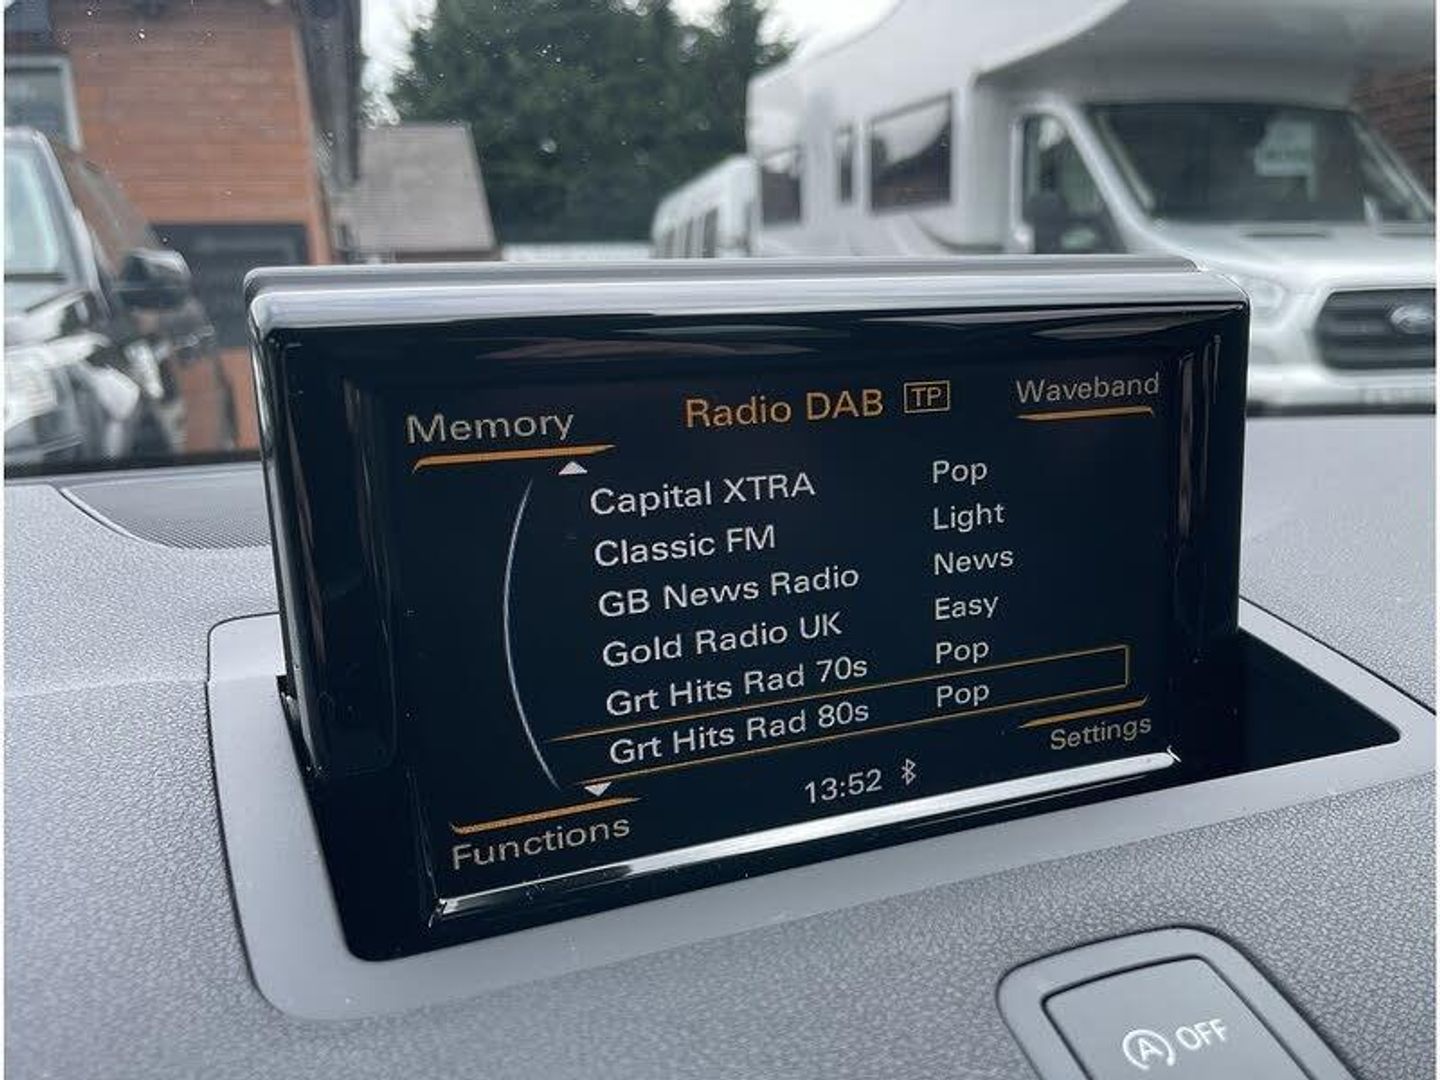 Memory
Radio DAB TP
Waveband
Capital XTRA Pop
Classic FM Light
GB News Radio News
Gold Radio UK Easy
Grt Hits Rad 70s Pop
Grt Hits Rad 80s Pop
Settings
13:52
Functions
A OFF